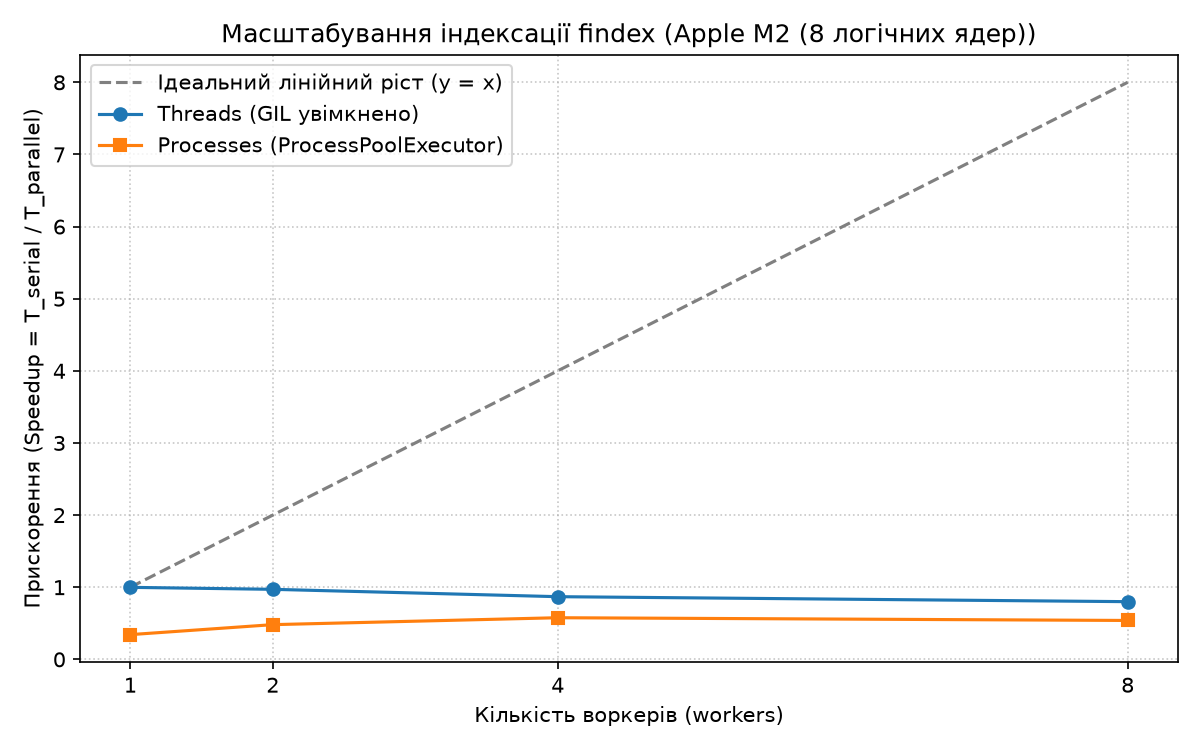 Масштабування індексації findex (Apple M2 (8 логічних ядер))
Ідеальний лінійний ріст (y = x)
Threads (GIL увімкнено)
Processes (ProcessPoolExecutor)
Прискорення (Speedup = T_serial / T_parallel)
8
7
6
5
4
3
2
1
0
1 2 4 8
Кількість воркерів (workers)